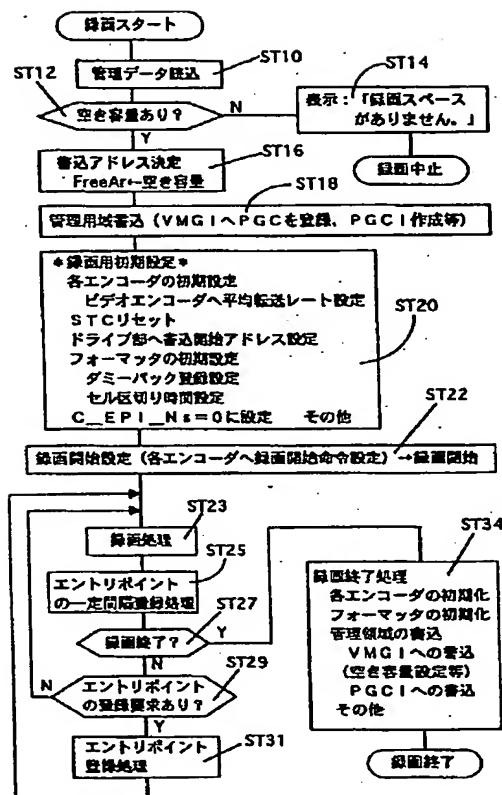 録画スタート
ST10
管理データ読込
ST12
空き容量あり？
N
ST14
表示：「録画スペース
がありません。」
Y
ST16
書込アドレス決定
FreeAr←空き容量
録画中止
ST18
管理用域書込（VMGIへPGCを登録、PGCI作成等）
＊録画用初期設定＊
各エンコーダの初期設定
ビデオエンコーダへ平均転送レート設定
STCリセット
ドライブ部へ書込開始アドレス設定
フォーマッタの初期設定
ダミーパック登録設定
セル区切り時間設定
C_EPI_Ns=0に設定 その他
ST20
ST22
録画開始設定（各エンコーダへ録画開始命令設定）→録画開始
ST23
録画処理
ST25
エントリポイント
の一定間隔登録処理
ST27
録画終了？
Y
N
ST29
エントリポイント
の登録要求あり？
N
Y
ST31
エントリポイント
登録処理
ST34
録画終了処理
各エンコーダの初期化
フォーマッタの初期化
管理領域の書込
VMGIへの書込
（空き容量設定等）
PGCIへの書込
その他
録画終了